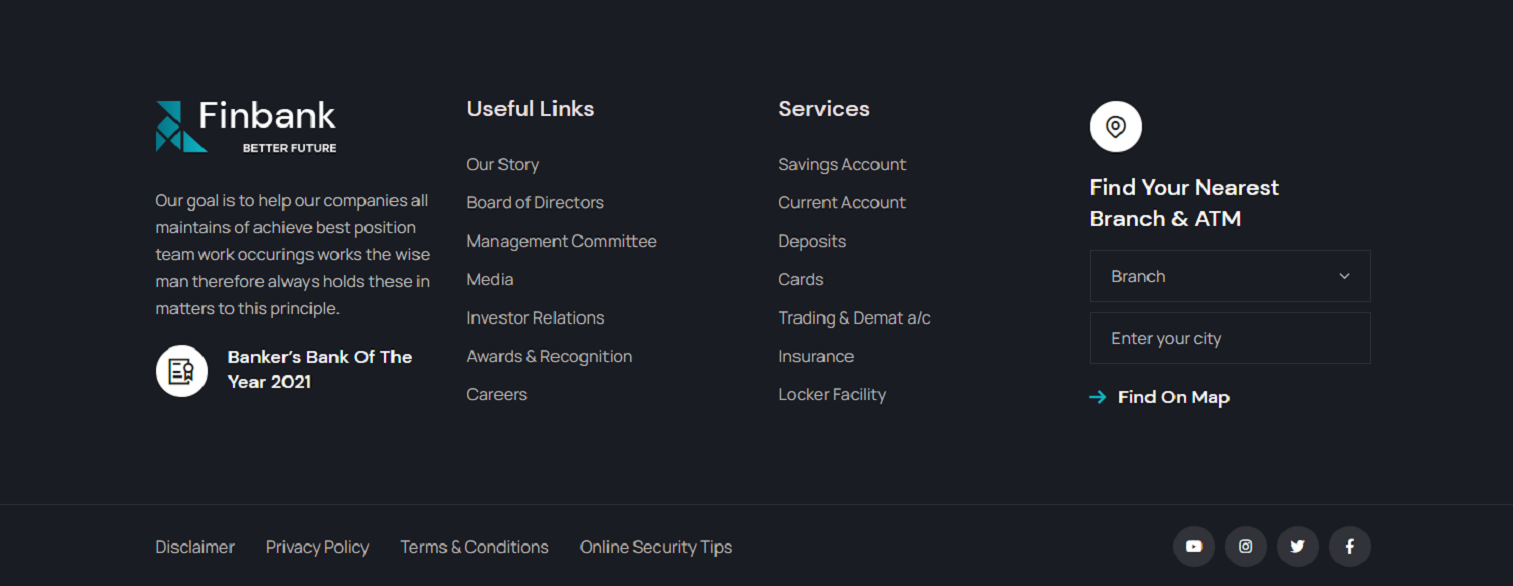 Finbank
BETTER FUTURE
Our goal is to help our companies all
maintains of achieve best position
team work occurings works the wise
man therefore always holds these in
matters to this principle.
Banker’s Bank Of The
Year 2021
Useful Links
Our Story
Board of Directors
Management Committee
Media
Investor Relations
Awards & Recognition
Careers
Services
Savings Account
Current Account
Deposits
Cards
Trading & Demat a/c
Insurance
Locker Facility
Find Your Nearest
Branch & ATM
Branch
Enter your city
Find On Map
Disclaimer
Privacy Policy
Terms & Conditions
Online Security Tips